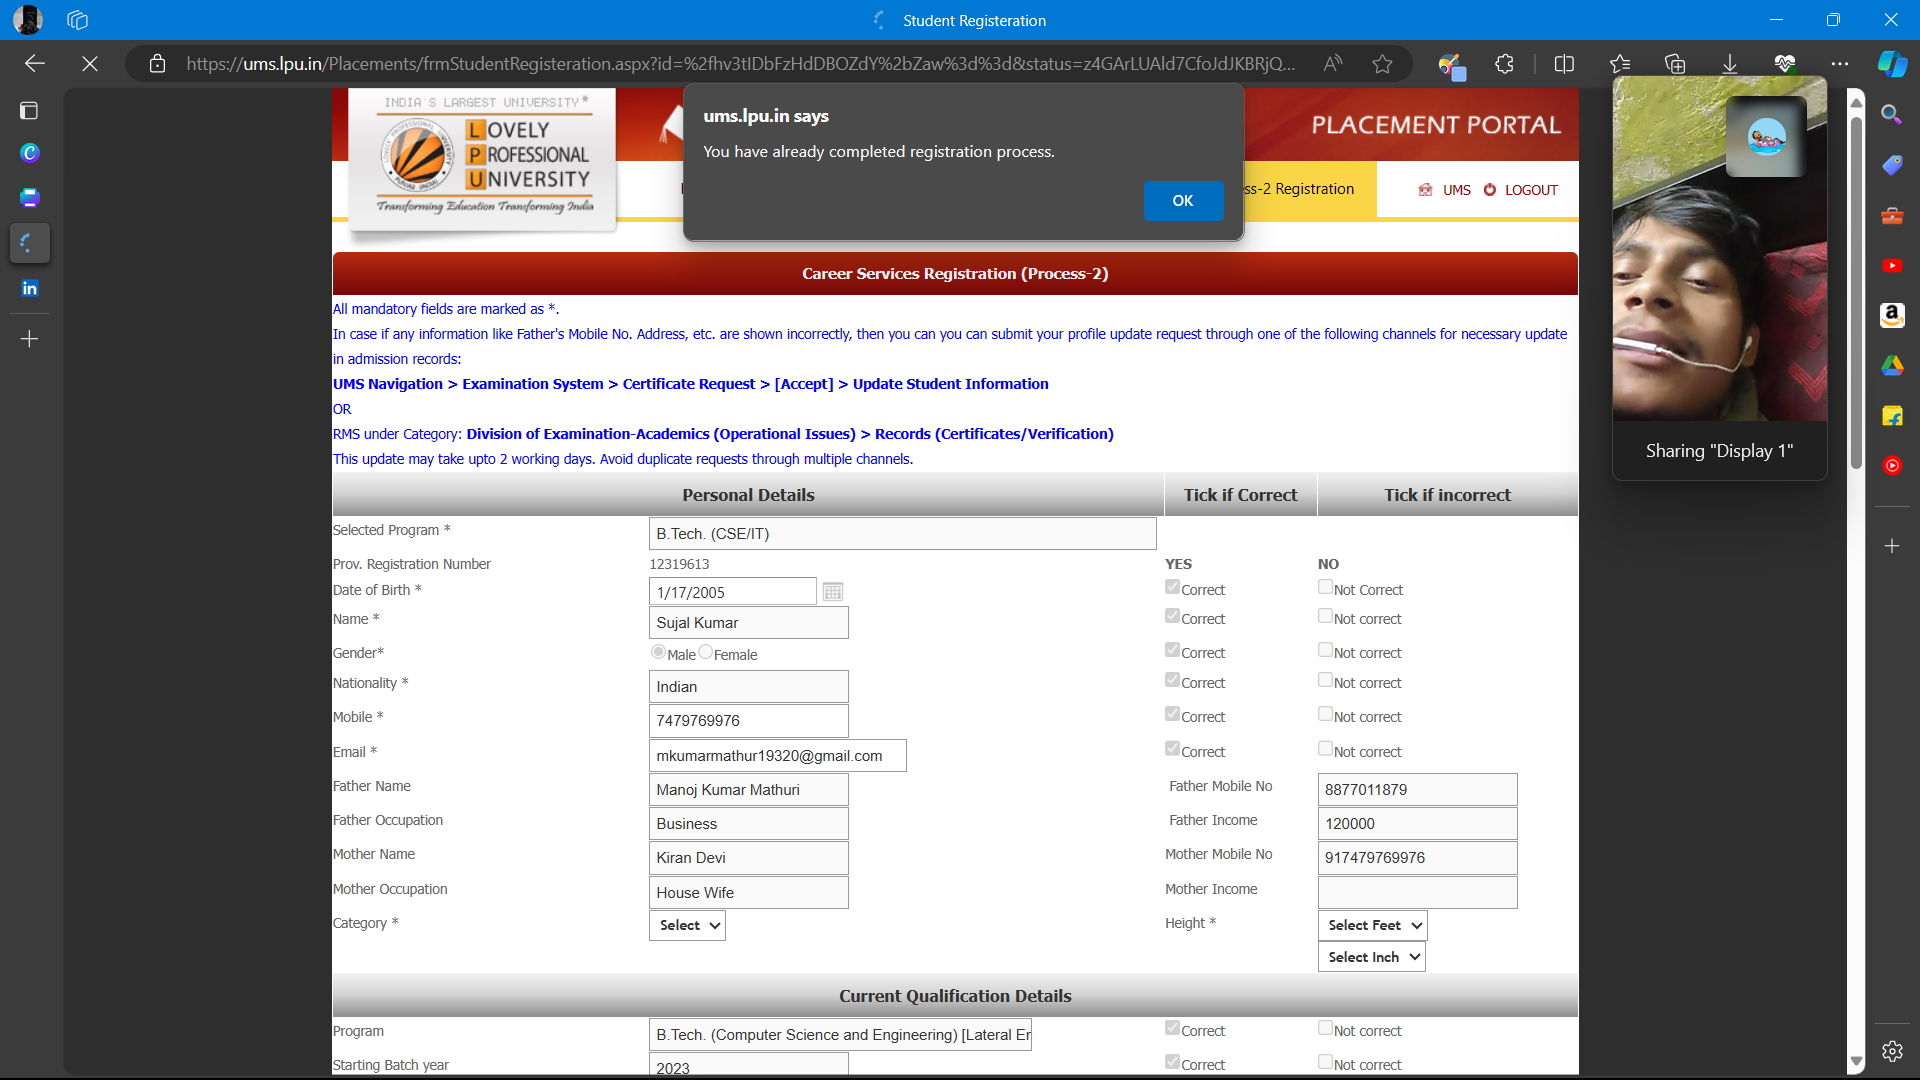 Student Registeration
https://ums.lpu.in/Placements/frmStudentRegisteration.aspx?id=%2fhv3tIDbFzHdDBOZdY%2bZaw%3d%3d&status=z4GArLUAld7CfoJdJKBRjQ...
INDIA'S LARGEST UNIVERSITY*
LOVELY
PROFESSIONAL
UNIVERSITY
Transforming Education Transforming India
ums.lpu.in says
You have already completed registration process.
OK
PLACEMENT PORTAL
ss-2 Registration
UMS
LOGOUT
Career Services Registration (Process-2)
All mandatory fields are marked as *.
In case if any information like Father's Mobile No. Address, etc. are shown incorrectly, then you can you can submit your profile update request through one of the following channels for necessary update
in admission records:
UMS Navigation > Examination System > Certificate Request > [Accept] > Update Student Information
OR
RMS under Category: Division of Examination-Academics (Operational Issues) > Records (Certificates/Verification)
This update may take upto 2 working days. Avoid duplicate requests through multiple channels.
Personal Details Tick if Correct Tick if incorrect
Selected Program * B.Tech. (CSE/IT)
Prov. Registration Number 12319613 YES NO
Date of Birth * 1/17/2005 Correct Not Correct
Name * Sujal Kumar Correct Not correct
Gender* Male Female Correct Not correct
Nationality * Indian Correct Not correct
Mobile * 7479769976 Correct Not correct
Email * mkumarmathur19320@gmail.com Correct Not correct
Father Name Manoj Kumar Mathuri Father Mobile No 8877011879
Father Occupation Business Father Income 120000
Mother Name Kiran Devi Mother Mobile No 917479769976
Mother Occupation House Wife Mother Income
Category * Select Height * Select Feet
Select Inch
Current Qualification Details
Program B.Tech. (Computer Science and Engineering) [Lateral Er Correct Not correct
Starting Batch year 2023 Correct Not correct
Sharing "Display 1"